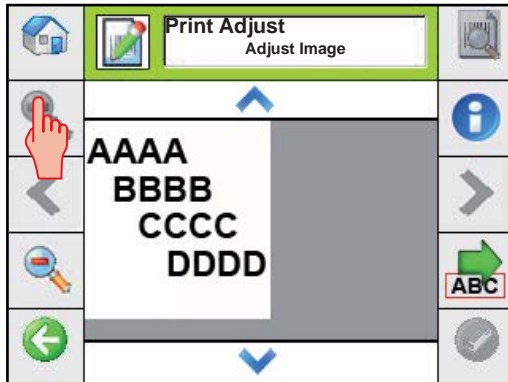 Print Adjust
Adjust Image
AAAA
BBBB
CCCC
DDDD
ABC